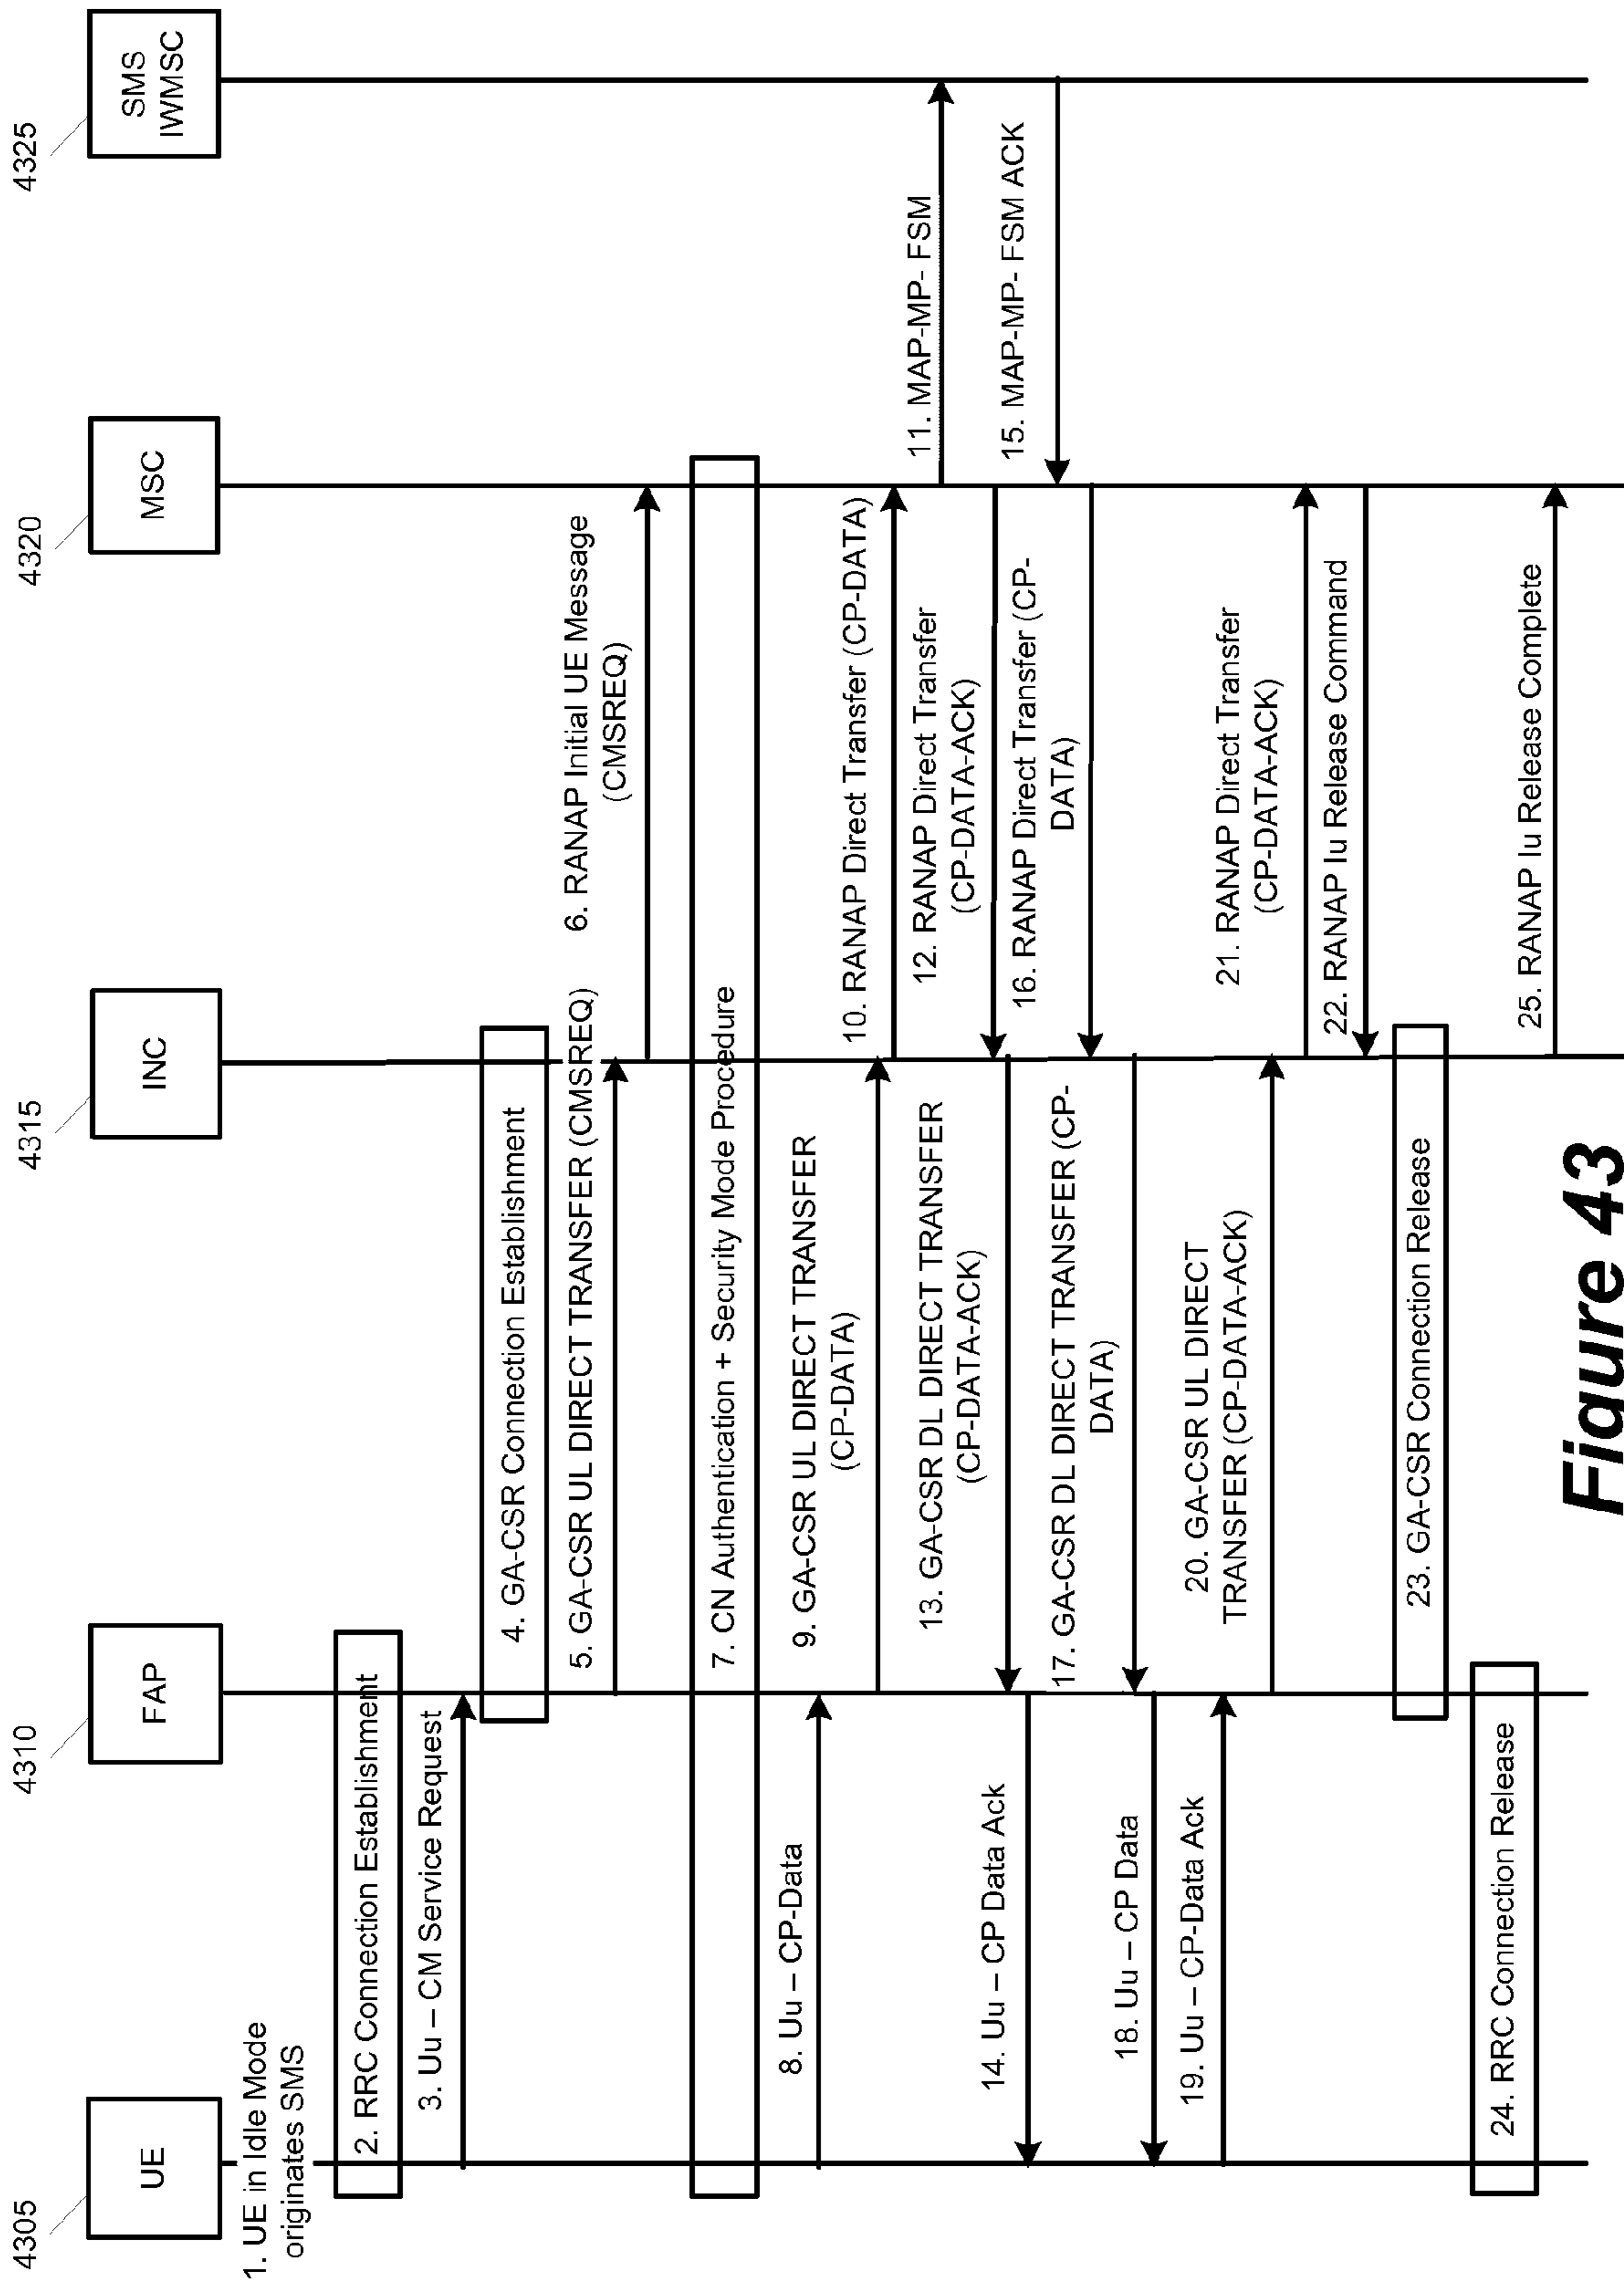 4305
4310
4315
4320
4325
UE
FAP
INC
MSC
SMS
IWMSC
1. UE in Idle Mode
originates SMS
2. RRC Connection Establishment
3. Uu – CM Service Request
4. GA-CSR Connection Establishment
5. GA-CSR UL DIRECT TRANSFER (CMSREQ)
6. RANAP Initial UE Message
(CMSREQ)
7. CN Authentication + Security Mode Procedure
8. Uu – CP-Data
9. GA-CSR UL DIRECT TRANSFER
(CP-DATA)
10. RANAP Direct Transfer (CP-DATA)
11. MAP-MP- FSM
12. RANAP Direct Transfer
(CP-DATA-ACK)
13. GA-CSR DL DIRECT TRANSFER
(CP-DATA-ACK)
14. Uu – CP Data Ack
15. MAP-MP- FSM ACK
16. RANAP Direct Transfer (CP-
DATA)
17. GA-CSR DL DIRECT TRANSFER (CP-
DATA)
18. Uu – CP Data
19. Uu – CP-Data Ack
20. GA-CSR UL DIRECT
TRANSFER (CP-DATA-ACK)
21. RANAP Direct Transfer
(CP-DATA-ACK)
22. RANAP Iu Release Command
23. GA-CSR Connection Release
24. RRC Connection Release
25. RANAP Iu Release Complete
Figure 43